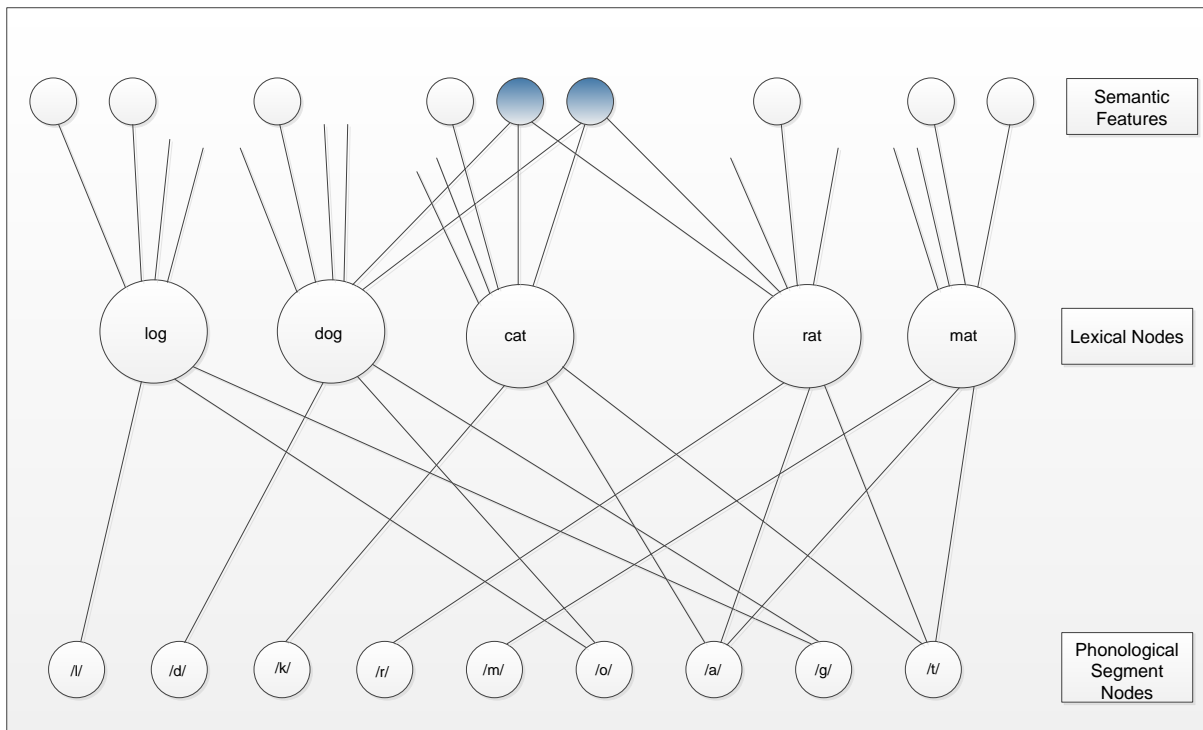 Semantic
Features
log
dog
cat
rat
mat
Lexical Nodes
/l/
/d/
/k/
/r/
/m/
/o/
/a/
/g/
/t/
Phonological
Segment
Nodes